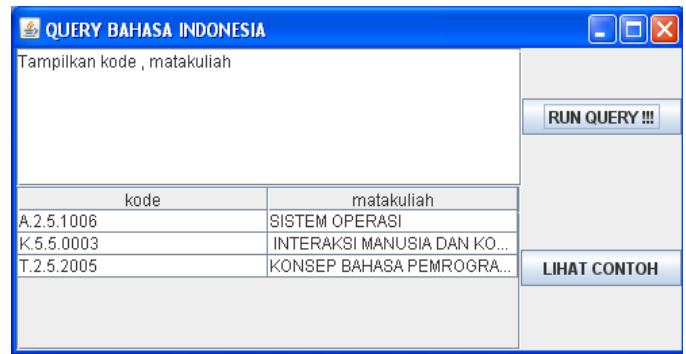 QUERY BAHASA INDONESIA
Tampilkan kode , matakuliah
RUN QUERY !!!
kode matakuliah
A.2.5.1006 SISTEM OPERASI
K.5.5.0003 INTERAKSI MANUSIA DAN KO...
T.2.5.2005 KONSEP BAHASA PEMROGRA...
LIHAT CONTOH